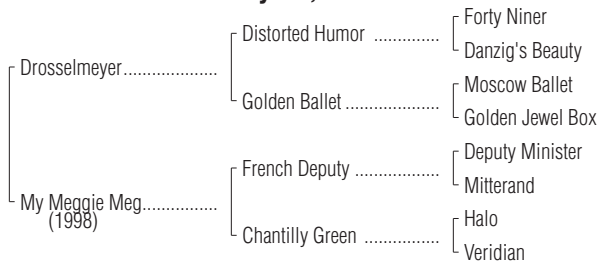 Forty Niner
Distorted Humor ..............
Danzig's Beauty
Drosselmeyer....................
Moscow Ballet
Golden Ballet ....................
Golden Jewel Box
Deputy Minister
French Deputy ..................
Mitterand
My Meggie Meg................
(1998)
Halo
Chantilly Green ................
Veridian